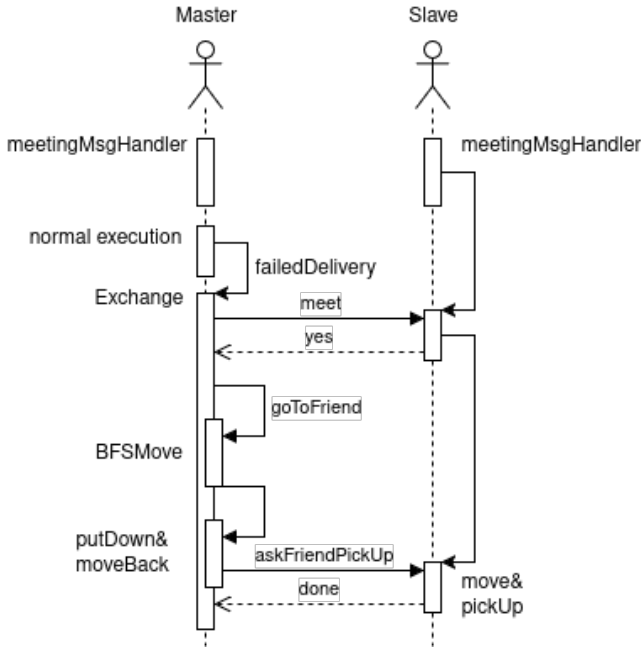 Master
Slave
meetingMsgHandler
meetingMsgHandler
normal execution
failedDelivery
Exchange
meet
yes
goToFriend
BFSMove
putDown&
moveBack
askFriendPickUp
done
move&
pickUp